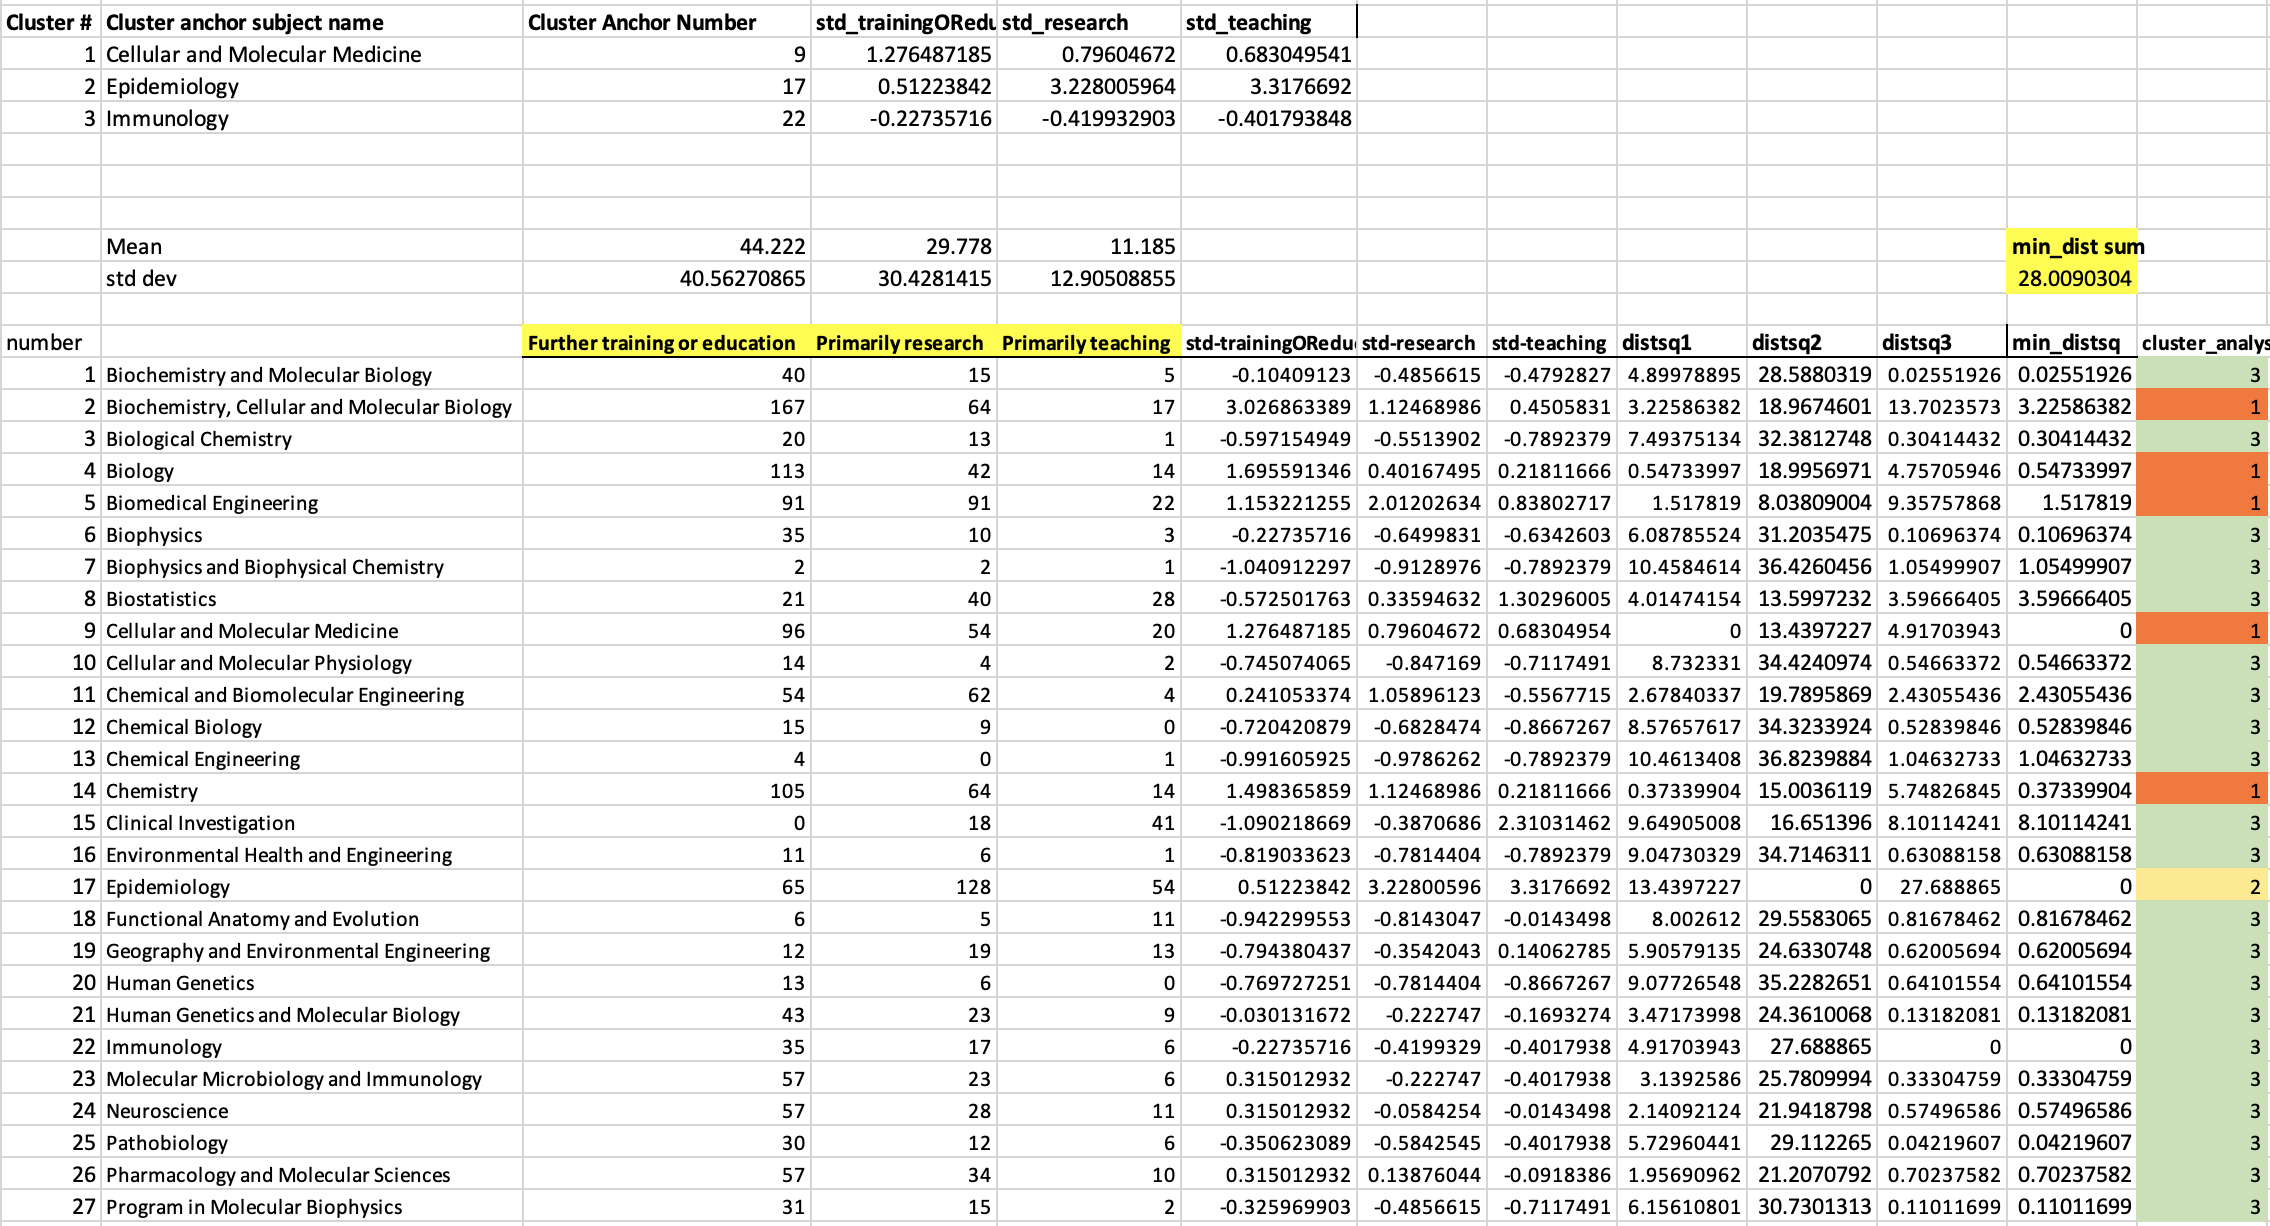 Cluster # Cluster anchor subject name Cluster Anchor Number std_trainingORedu std_research std_teaching
1 Cellular and Molecular Medicine 9 1.276487185 0.79604672 0.683049541
2 Epidemiology 17 0.51223842 3.228005964 3.3176692
3 Immunology 22 -0.22735716 -0.419932903 -0.401793848
Mean 44.222 29.778 11.185 min_dist sum
std dev 40.56270865 30.4281415 12.90508855 28.0090304
number Further training or education Primarily research Primarily teaching std-trainingOReduc std-research std-teaching distsq1 distsq2 distsq3 min_distsq cluster_analys
1 Biochemistry and Molecular Biology 40 15 5 -0.10409123 -0.4856615 -0.4792827 4.89978895 28.5880319 0.02551926 0.02551926 3
2 Biochemistry, Cellular and Molecular Biology 167 64 17 3.026863389 1.12468986 0.4505831 3.22586382 18.9674601 13.7023573 3.22586382 1
3 Biological Chemistry 20 13 1 -0.597154949 -0.5513902 -0.7892379 7.49375134 32.3812748 0.30414432 0.30414432 3
4 Biology 113 42 14 1.695591346 0.40167495 0.21811666 0.54733997 18.9956971 4.75705946 0.54733997 1
5 Biomedical Engineering 91 91 22 1.153221255 2.01202634 0.83802717 1.517819 8.03809004 9.35757868 1.517819 1
6 Biophysics 35 10 3 -0.22735716 -0.6499831 -0.6342603 6.08785524 31.2035475 0.10696374 0.10696374 3
7 Biophysics and Biophysical Chemistry 2 2 1 -1.040912297 -0.9128976 -0.7892379 10.4584614 36.4260456 1.05499907 1.05499907 3
8 Biostatistics 21 40 28 -0.572501763 0.33594632 1.30296005 4.01474154 13.5997232 3.59666405 3.59666405 3
9 Cellular and Molecular Medicine 96 54 20 1.276487185 0.79604672 0.68304954 0 13.4397227 4.91703943 0 1
10 Cellular and Molecular Physiology 14 4 2 -0.745074065 -0.847169 -0.7117491 8.732331 34.4240974 0.54663372 0.54663372 3
11 Chemical and Biomolecular Engineering 54 62 4 0.241053374 1.05896123 -0.5567715 2.67840337 19.7895869 2.43055436 2.43055436 3
12 Chemical Biology 15 9 0 -0.720420879 -0.6828474 -0.8667267 8.57657617 34.3233924 0.52839846 0.52839846 3
13 Chemical Engineering 4 0 1 -0.991605925 -0.9786262 -0.7892379 10.4613408 36.8239884 1.04632733 1.04632733 3
14 Chemistry 105 64 14 1.498365859 1.12468986 0.21811666 0.37339904 15.0036119 5.74826845 0.37339904 1
15 Clinical Investigation 0 18 41 -1.090218669 -0.3870686 2.31031462 9.64905008 16.651396 8.10114241 8.10114241 3
16 Environmental Health and Engineering 11 6 1 -0.819033623 -0.7814404 -0.7892379 9.04730329 34.7146311 0.63088158 0.63088158 3
17 Epidemiology 65 128 54 0.51223842 3.22800596 3.3176692 13.4397227 0 27.688865 0 2
18 Functional Anatomy and Evolution 6 5 11 -0.942299553 -0.8143047 -0.0143498 8.002612 29.5583065 0.81678462 0.81678462 3
19 Geography and Environmental Engineering 12 19 13 -0.794380437 -0.3542043 0.14062785 5.90579135 24.6330748 0.62005694 0.62005694 3
20 Human Genetics 13 6 0 -0.769727251 -0.7814404 -0.8667267 9.07726548 35.2282651 0.64101554 0.64101554 3
21 Human Genetics and Molecular Biology 43 23 9 -0.030131672 -0.222747 -0.1693274 3.47173998 24.3610068 0.13182081 0.13182081 3
22 Immunology 35 17 6 -0.22735716 -0.4199329 -0.4017938 4.91703943 27.688865 0 0 3
23 Molecular Microbiology and Immunology 57 23 6 0.315012932 -0.222747 -0.4017938 3.1392586 25.7809994 0.33304759 0.33304759 3
24 Neuroscience 57 28 11 0.315012932 -0.0584254 -0.0143498 2.14092124 21.9418798 0.57496586 0.57496586 3
25 Pathobiology 30 12 6 -0.350623089 -0.5842545 -0.4017938 5.72960441 29.112265 0.04219607 0.04219607 3
26 Pharmacology and Molecular Sciences 57 34 10 0.315012932 0.13876044 -0.0918386 1.95690962 21.2070792 0.70237582 0.70237582 3
27 Program in Molecular Biophysics 31 15 2 -0.325969903 -0.4856615 -0.7117491 6.15610801 30.7301313 0.11011699 0.11011699 3